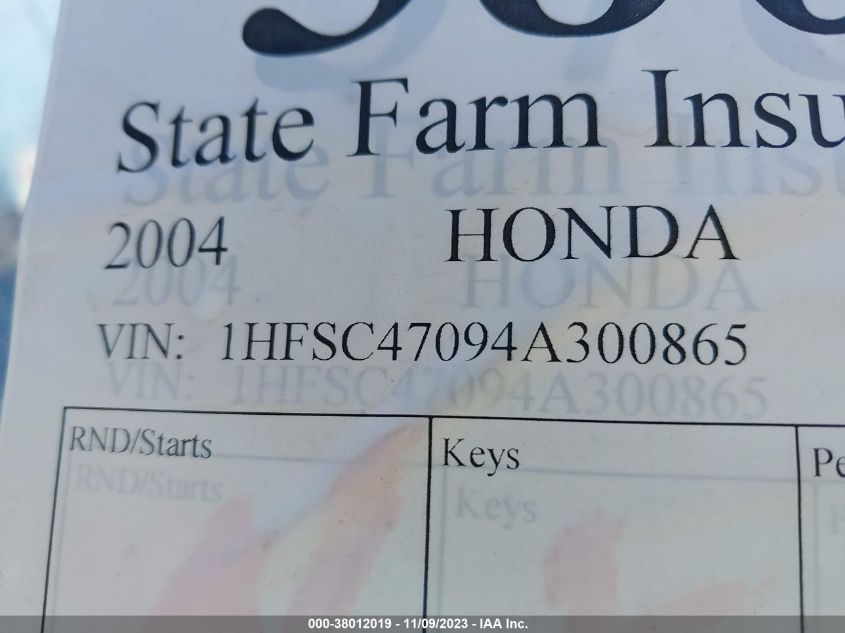 State Farm Insu
2004 HONDA
VIN: 1HFSC47094A300865
RND/Starts Keys Pe
000-38012019 - 11/09/2023 - IAA Inc.